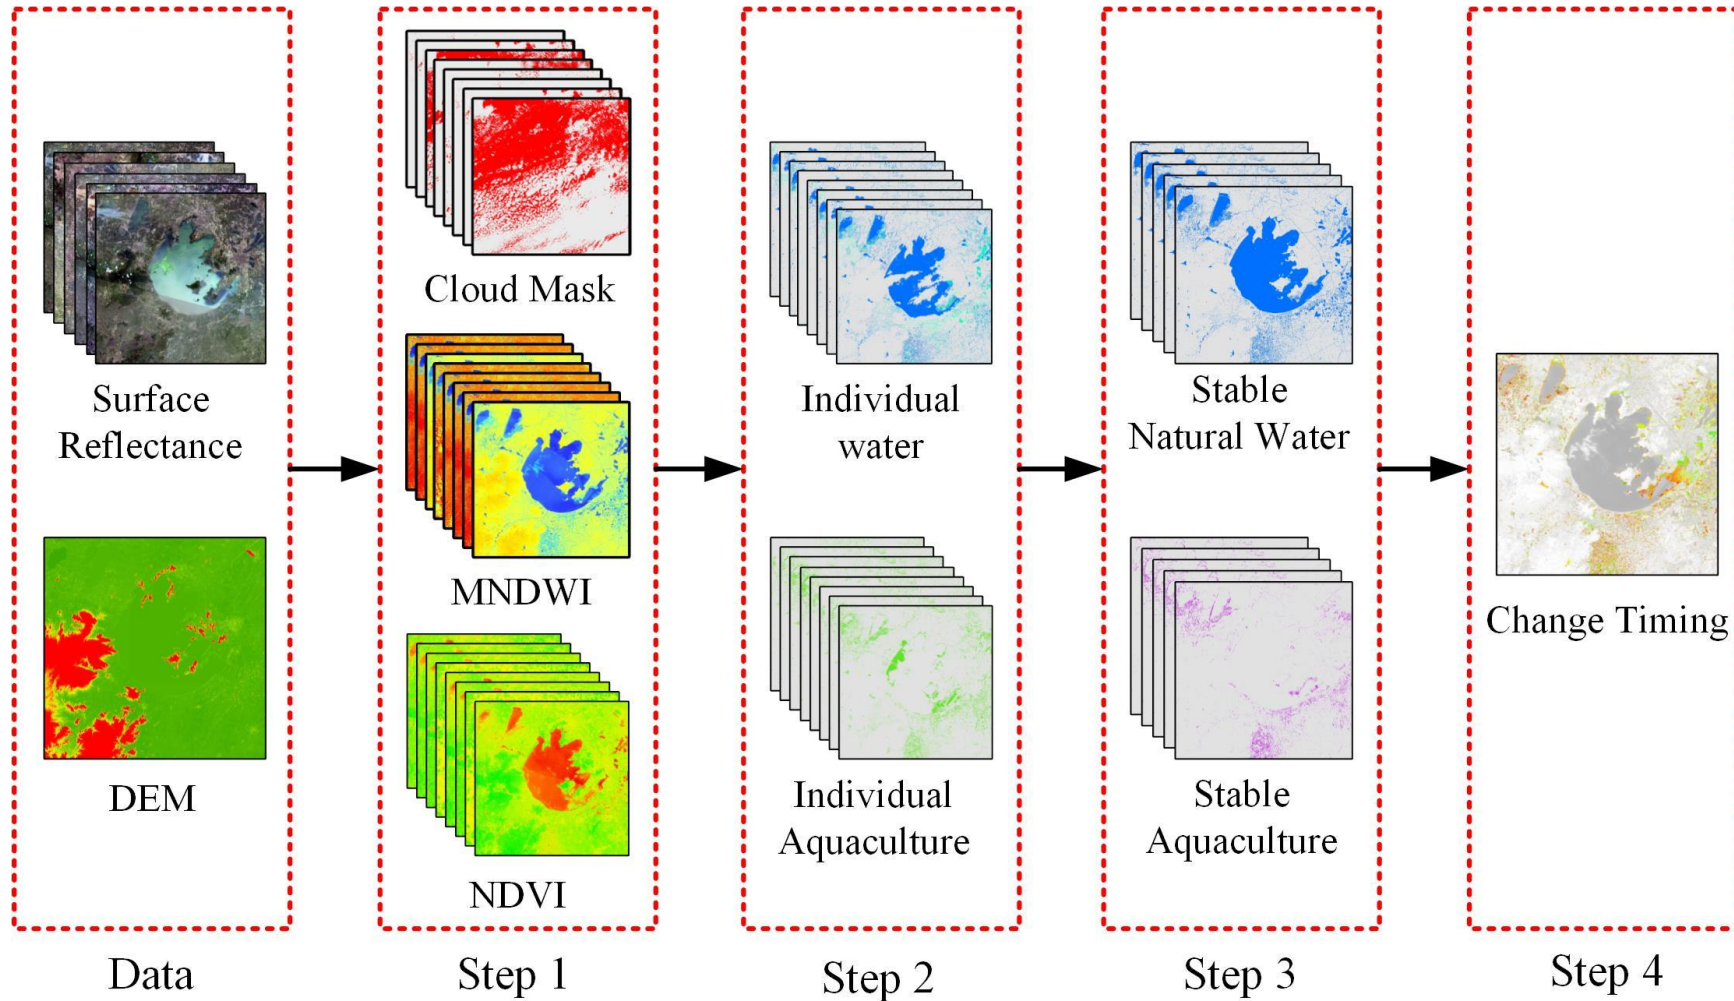 Surface
Reflectance
DEM
Data
Cloud Mask
MNDWI
NDVI
Step 1
Individual
water
Individual
Aquaculture
Step 2
Stable
Natural Water
Stable
Aquaculture
Step 3
Change Timing
Step 4